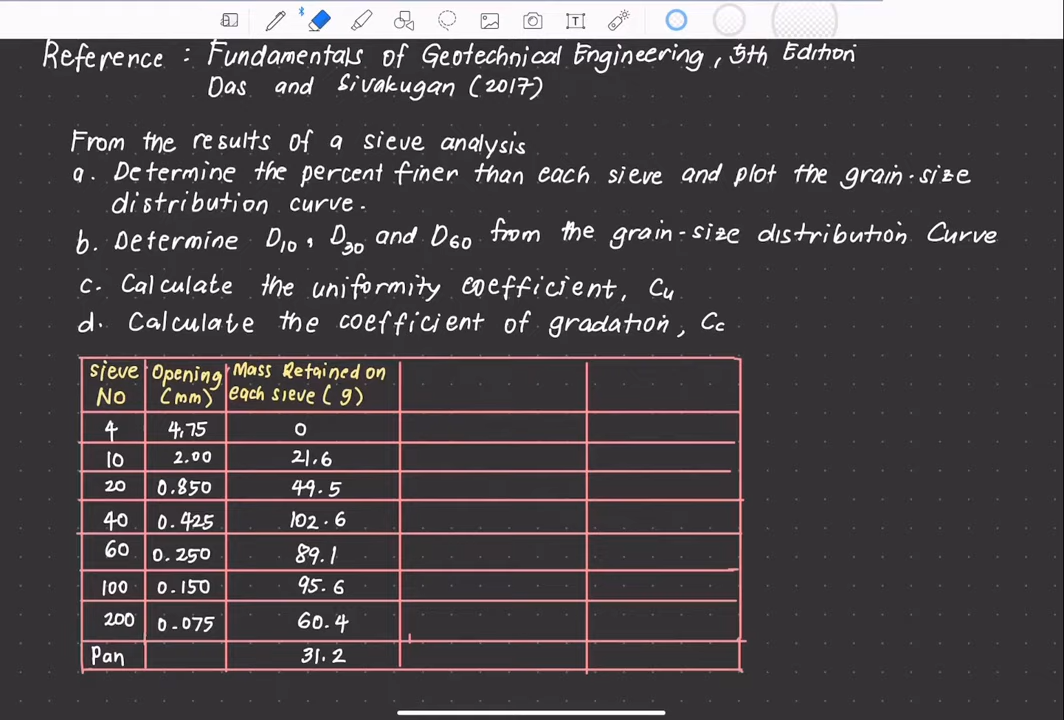 Reference : Fundamentals of Geotechnical Engineering, 5th Edition
Das and Sivakugan (2017)
From the results of a sieve analysis
a. Determine the percent finer than each sieve and plot the grain-size
distribution curve.
b. Determine D10, D30 and D60 from the grain-size distribution Curve
c. Calculate the uniformity coefficient, Cu
d. Calculate the coefficient of gradation, Cc
Sieve No Opening (mm) Mass Retained on each sieve (g)
4 4.75 0
10 2.00 21.6
20 0.850 49.5
40 0.425 102.6
60 0.250 89.1
100 0.150 95.6
200 0.075 60.4
Pan 31.2